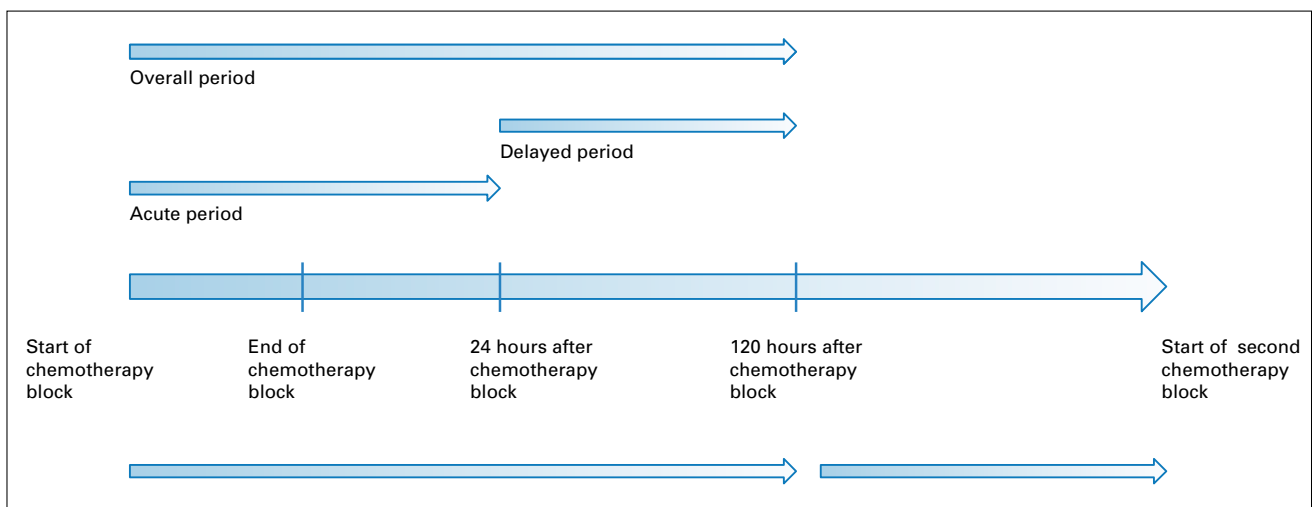 Overall period
Delayed period
Acute period
Start of
chemotherapy
block
End of
chemotherapy
block
24 hours after
chemotherapy
block
120 hours after
chemotherapy
block
Start of second
chemotherapy
block